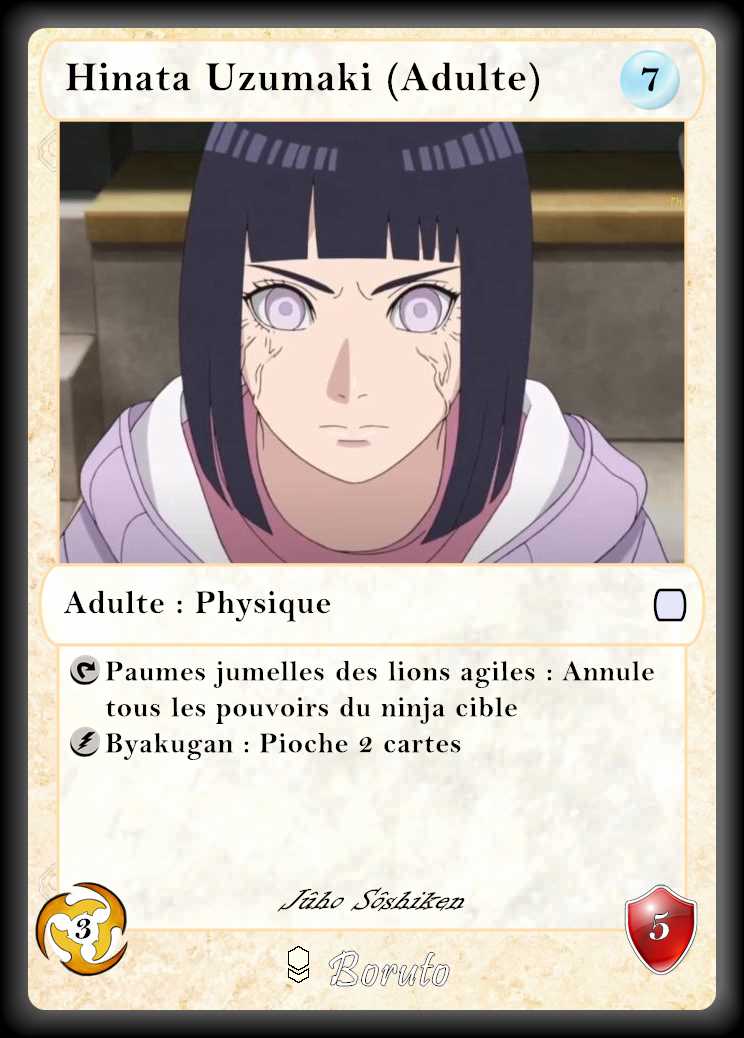 Hinata Uzumaki (Adulte)
7
Adulte : Physique
Paumes jumelles des lions agiles : Annule
tous les pouvoirs du ninja cible
Byakugan : Pioche 2 cartes
Jûho Sôshiken
3
5
Boruto